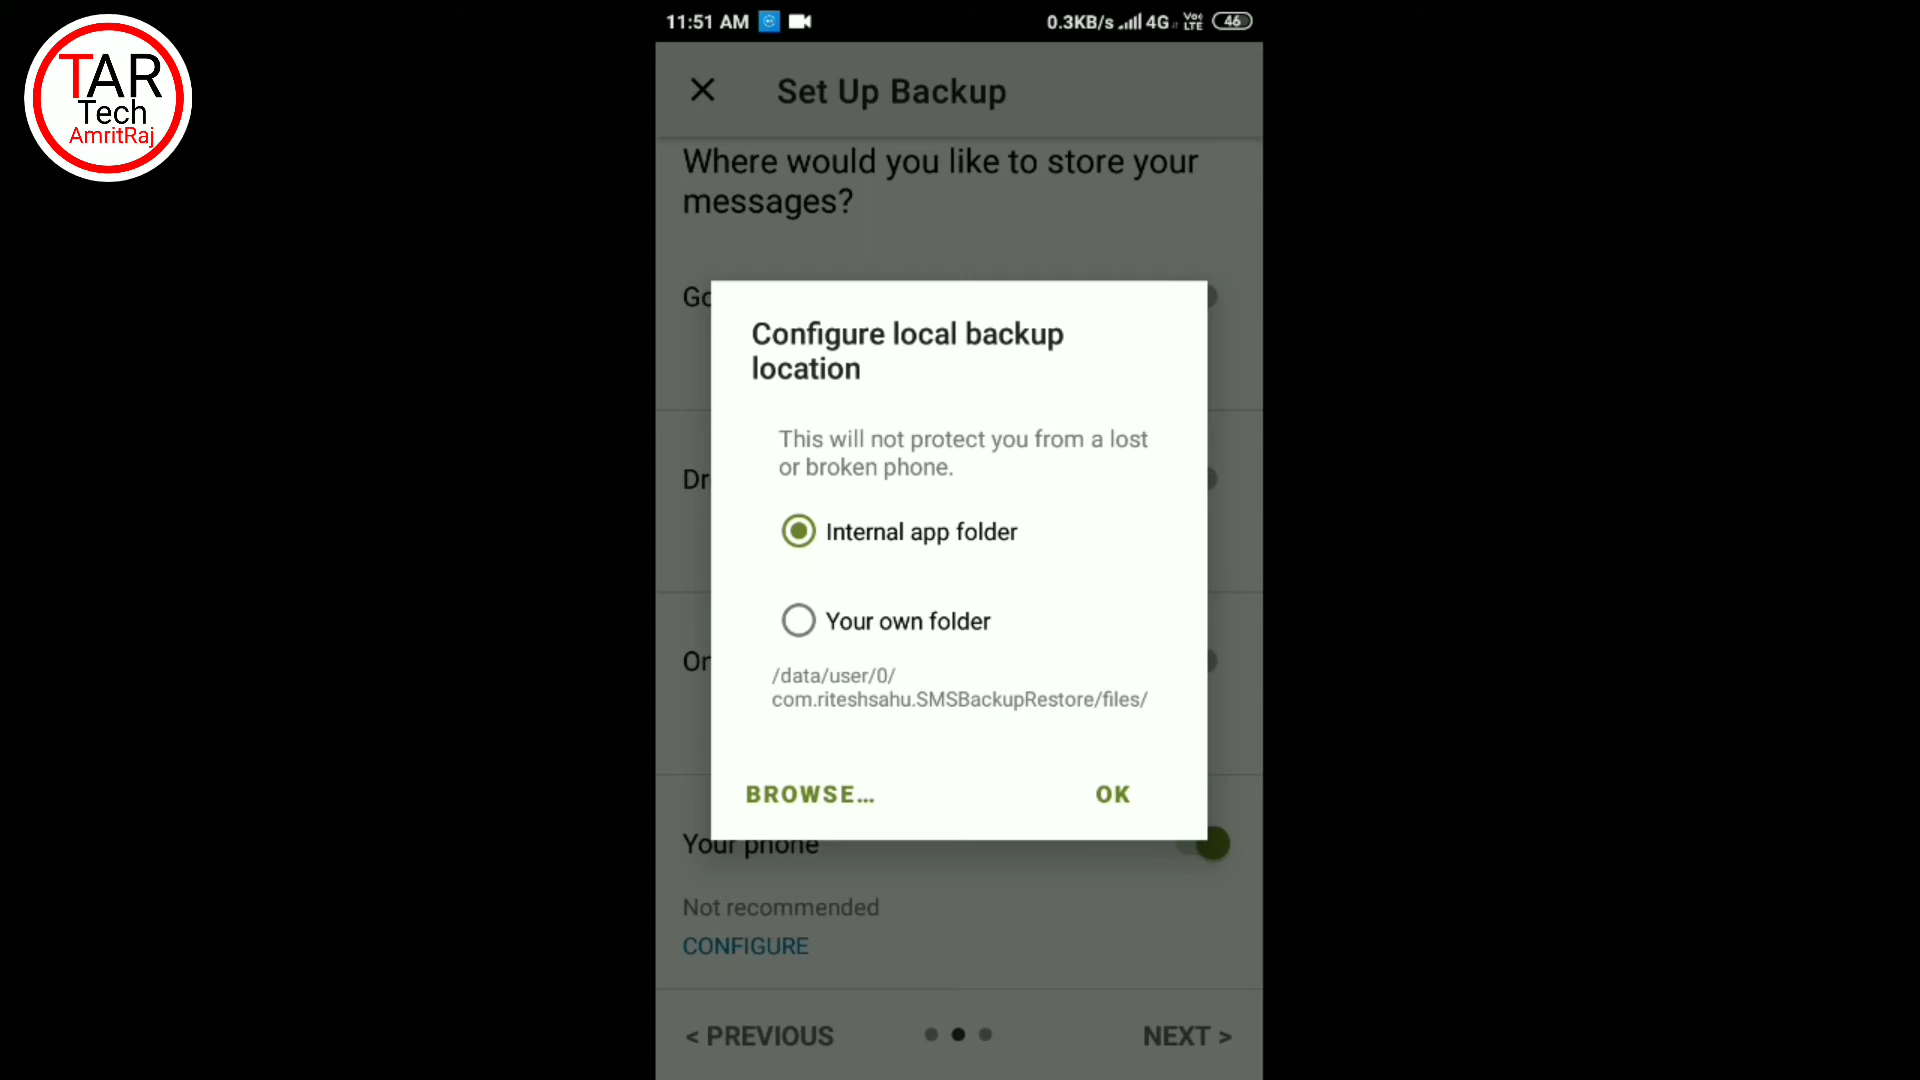 TAR
Tech
AmritRaj
11:51 AM
0.3KB/s 4G Vo LTE 46
Set Up Backup
Where would you like to store your
messages?
Configure local backup
location
This will not protect you from a lost
or broken phone.
Internal app folder
Your own folder
/data/user/0/
com.riteshsahu.SMSBackupRestore/files/
BROWSE…
OK
Your phone
Not recommended
CONFIGURE
< PREVIOUS
NEXT >